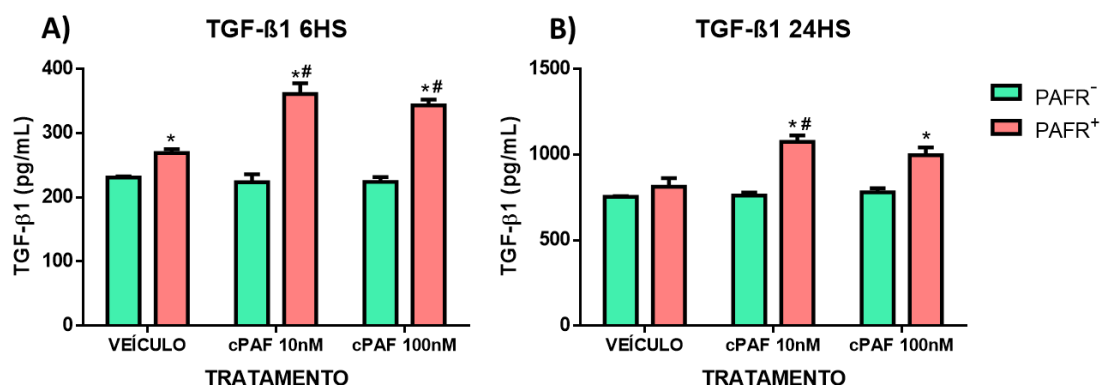 A)
TGF-ß1 6HS
TGF-β1 (pg/mL)
400
300
200
100
0
*
*#
*#
VEÍCULO
cPAF 10nM
cPAF 100nM
TRATAMENTO
B)
TGF-ß1 24HS
TGF-β1 (pg/mL)
1500
1000
500
0
*#
*
VEÍCULO
cPAF 10nM
cPAF 100nM
TRATAMENTO
PAFR⁻
PAFR⁺